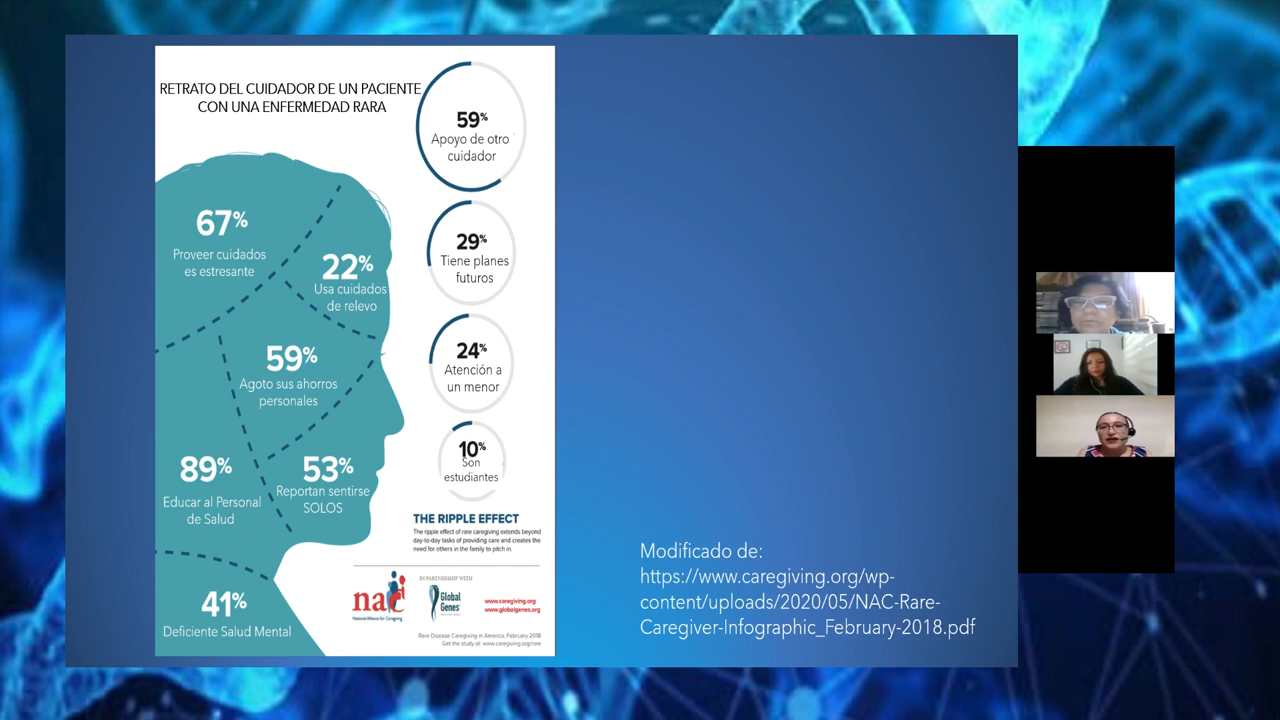 RETRATO DEL CUIDADOR DE UN PACIENTE
CON UNA ENFERMEDAD RARA
67%
Proveer cuidados
es estresante
22%
Usa cuidados
de relevo
59%
Agoto sus ahorros
personales
89%
Educar al Personal
de Salud
53%
Reportan sentirse
SOLOS
41%
Deficiente Salud Mental
59%
Apoyo de otro
cuidador
29%
Tiene planes
futuros
24%
Atención a
un menor
10%
Son
estudiantes
THE RIPPLE EFFECT
The ripple effect of rare caregiving extends beyond
day-to-day tasks of providing care and creates the
need for others in the family to pitch in.
nac
National Alliance for Caregiving
IN PARTNERSHIP WITH
Global
Genes
www.caregiving.org
www.globalgenes.org
Rare Disease Caregiving in America, February 2018
Get the study at www.caregiving.org/rare
Modificado de:
https://www.caregiving.org/wp-
content/uploads/2020/05/NAC-Rare-
Caregiver-Infographic_February-2018.pdf